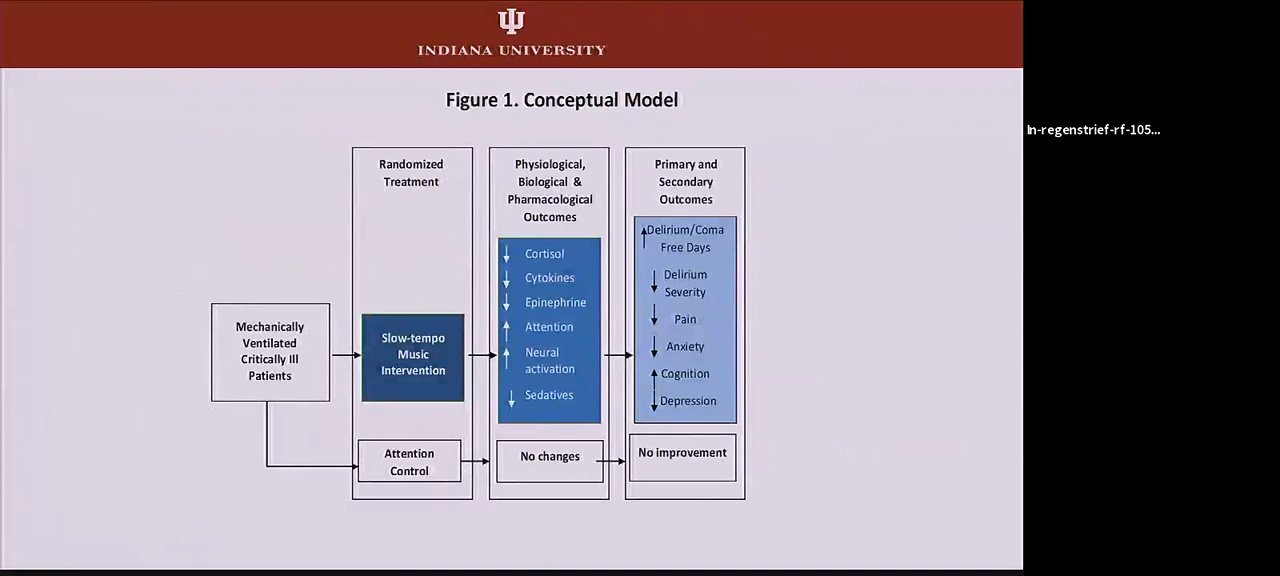 INDIANA UNIVERSITY
Figure 1. Conceptual Model
Randomized
Treatment
Physiological,
Biological &
Pharmacological
Outcomes
Primary and
Secondary
Outcomes
Mechanically
Ventilated
Critically Ill
Patients
Slow-tempo
Music
Intervention
↓ Cortisol
↓ Cytokines
↓ Epinephrine
↑ Attention
↑ Neural
activation
↓ Sedatives
↑ Delirium/Coma
Free Days
↓ Delirium
Severity
↓ Pain
↓ Anxiety
↑ Cognition
↓ Depression
Attention
Control
No changes
No improvement
In-regenstrief-rf-105...